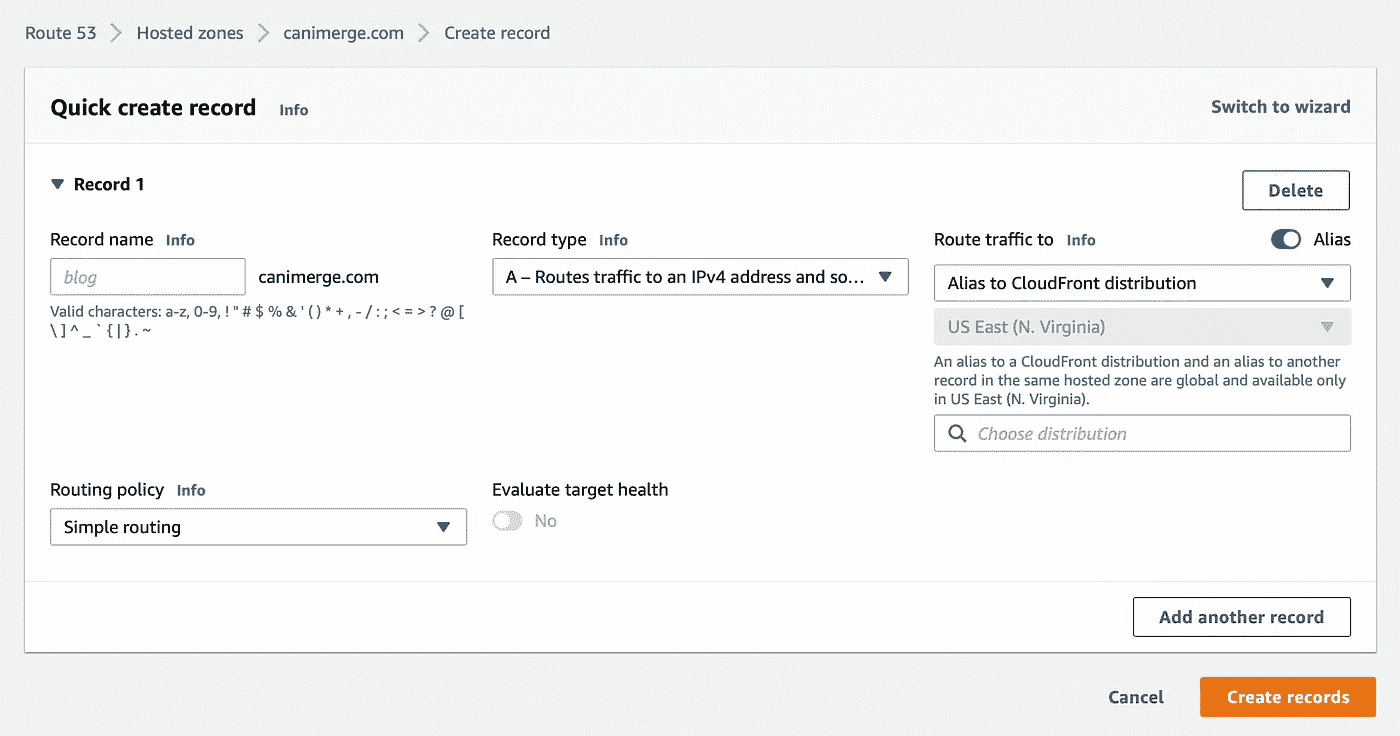 Route 53 > Hosted zones > canimerge.com > Create record
Quick create record Info
Switch to wizard
Record 1
Delete
Record name Info
blog
canimerge.com
Valid characters: a-z, 0-9, ! " # $ % & ' ( ) * + , - / : ; < = > ? @ [
\ ] ^ _ ` { | } . ~
Record type Info
A – Routes traffic to an IPv4 address and so…
Route traffic to Info
Alias
Alias to CloudFront distribution
US East (N. Virginia)
An alias to a CloudFront distribution and an alias to another
record in the same hosted zone are global and available only
in US East (N. Virginia).
Choose distribution
Routing policy Info
Simple routing
Evaluate target health
No
Add another record
Cancel
Create records